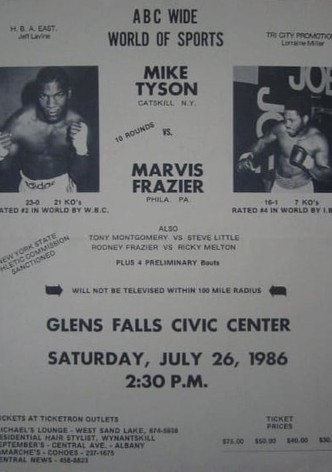 ABC WIDE
WORLD OF SPORTS
H. B. A. EAST.
Jeff Levine
TRI CITY PROMOTION
Lorraine Miller
MIKE
TYSON
CATSKILL N.Y.
10 ROUNDS
VS.
MARVIS
FRAZIER
PHILA. PA.
23-0 21 KO's
RATED #2 IN WORLD BY W.B.C.
16-1 7 KO's
RATED #4 IN WORLD BY I.B
NEW YORK STATE
ATHLETIC COMMISSION
SANCTIONED
ALSO
TONY MONTGOMERY VS STEVE LITTLE
RODNEY FRAZIER VS RICKY MELTON
PLUS 4 PRELIMINARY Bouts
WILL NOT BE TELEVISED WITHIN 100 MILE RADIUS
GLENS FALLS CIVIC CENTER
SATURDAY, JULY 26, 1986
2:30 P.M.
TICKETS AT TICKETRON OUTLETS
MICHAEL'S LOUNGE - WEST SAND LAKE, 674-5938
RESIDENTIAL HAIR STYLIST, WYNANTSKILL
SEPTEMBER'S - CENTRAL AVE. - ALBANY
LAMARCHE'S - COHOES - 237-1675
CENTRAL NEWS - 458-8823
TICKET
PRICES
$75.00 $50.00 $40.00 $30.